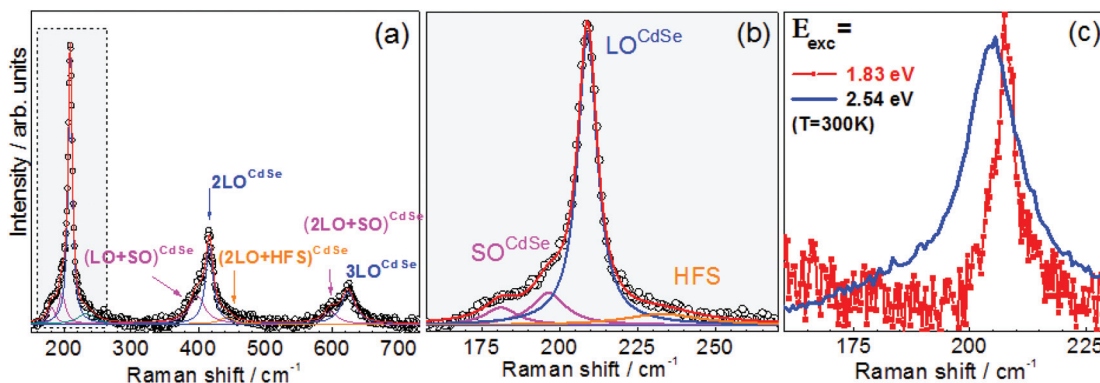 Intensity / arb. units
(a)
2LO^CdSe
(LO+SO)^CdSe
(2LO+HFS)^CdSe
(2LO+SO)^CdSe
3LO^CdSe
200 300 400 500 600 700
Raman shift / cm⁻¹
(b)
LO^CdSe
SO^CdSe
HFS
175 200 225 250
Raman shift / cm⁻¹
E_exc =
(c)
1.83 eV
2.54 eV
(T=300K)
175 200 225
Raman shift / cm⁻¹